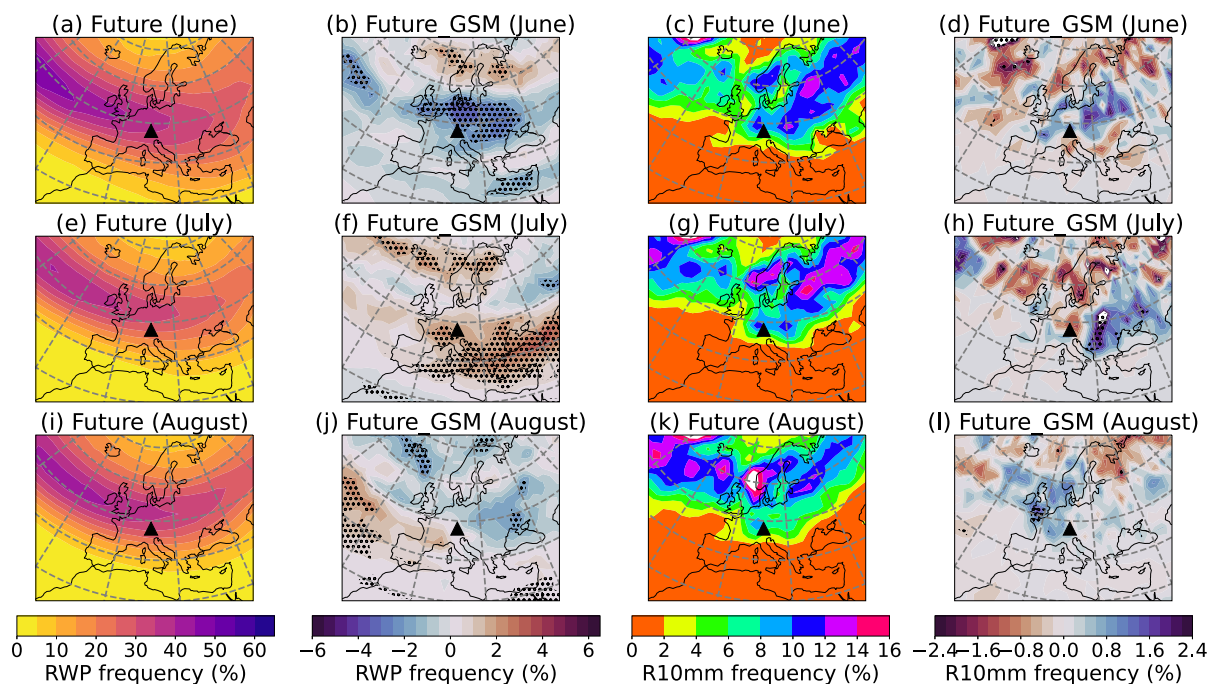 (a) Future (June)
(b) Future_GSM (June)
(c) Future (June)
(d) Future_GSM (June)
(e) Future (July)
(f) Future_GSM (July)
(g) Future (July)
(h) Future_GSM (July)
(i) Future (August)
(j) Future_GSM (August)
(k) Future (August)
(l) Future_GSM (August)
0 10 20 30 40 50 60
RWP frequency (%)
−6 −4 −2 0 2 4 6
RWP frequency (%)
0 2 4 6 8 10 12 14 16
R10mm frequency (%)
−2.4 −1.6 −0.8 0.0 0.8 1.6 2.4
R10mm frequency (%)